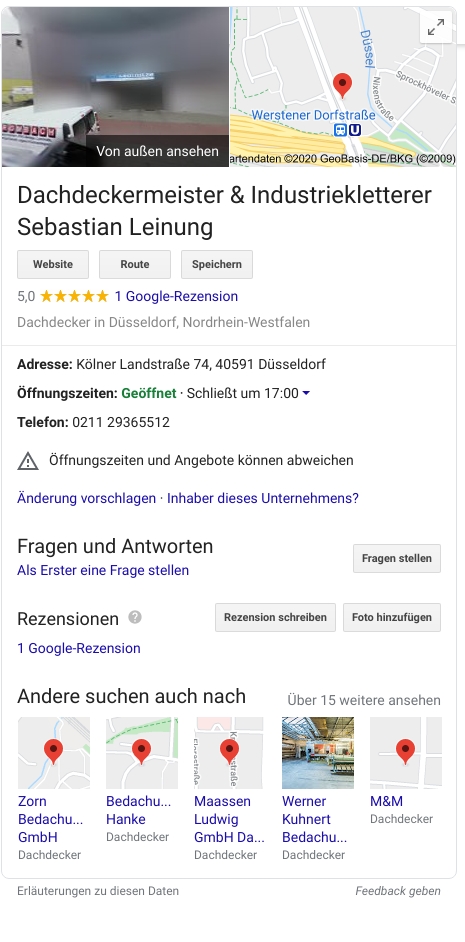 Von außen ansehen
Düssel
Nixenstraße
Sprockhöveler S
Werstener Dorfstraße
U
artendaten ©2020 GeoBasis-DE/BKG (©2009)
Dachdeckermeister & Industriekletterer
Sebastian Leinung
Website Route Speichern
5,0 1 Google-Rezension
Dachdecker in Düsseldorf, Nordrhein-Westfalen
Adresse: Kölner Landstraße 74, 40591 Düsseldorf
Öffnungszeiten: Geöffnet · Schließt um 17:00
Telefon: 0211 29365512
Öffnungszeiten und Angebote können abweichen
Änderung vorschlagen · Inhaber dieses Unternehmens?
Fragen und Antworten
Fragen stellen
Als Erster eine Frage stellen
Rezensionen ?
Rezension schreiben Foto hinzufügen
1 Google-Rezension
Andere suchen auch nach
Über 15 weitere ansehen
Zorn
Bedachu...
GmbH
Dachdecker
Bedachu...
Hanke
Dachdecker
Maassen
Ludwig
GmbH Da...
Dachdecker
Werner
Kuhnert
Bedachu...
Dachdecker
M&M
Dachdecker
Erläuterungen zu diesen Daten
Feedback geben